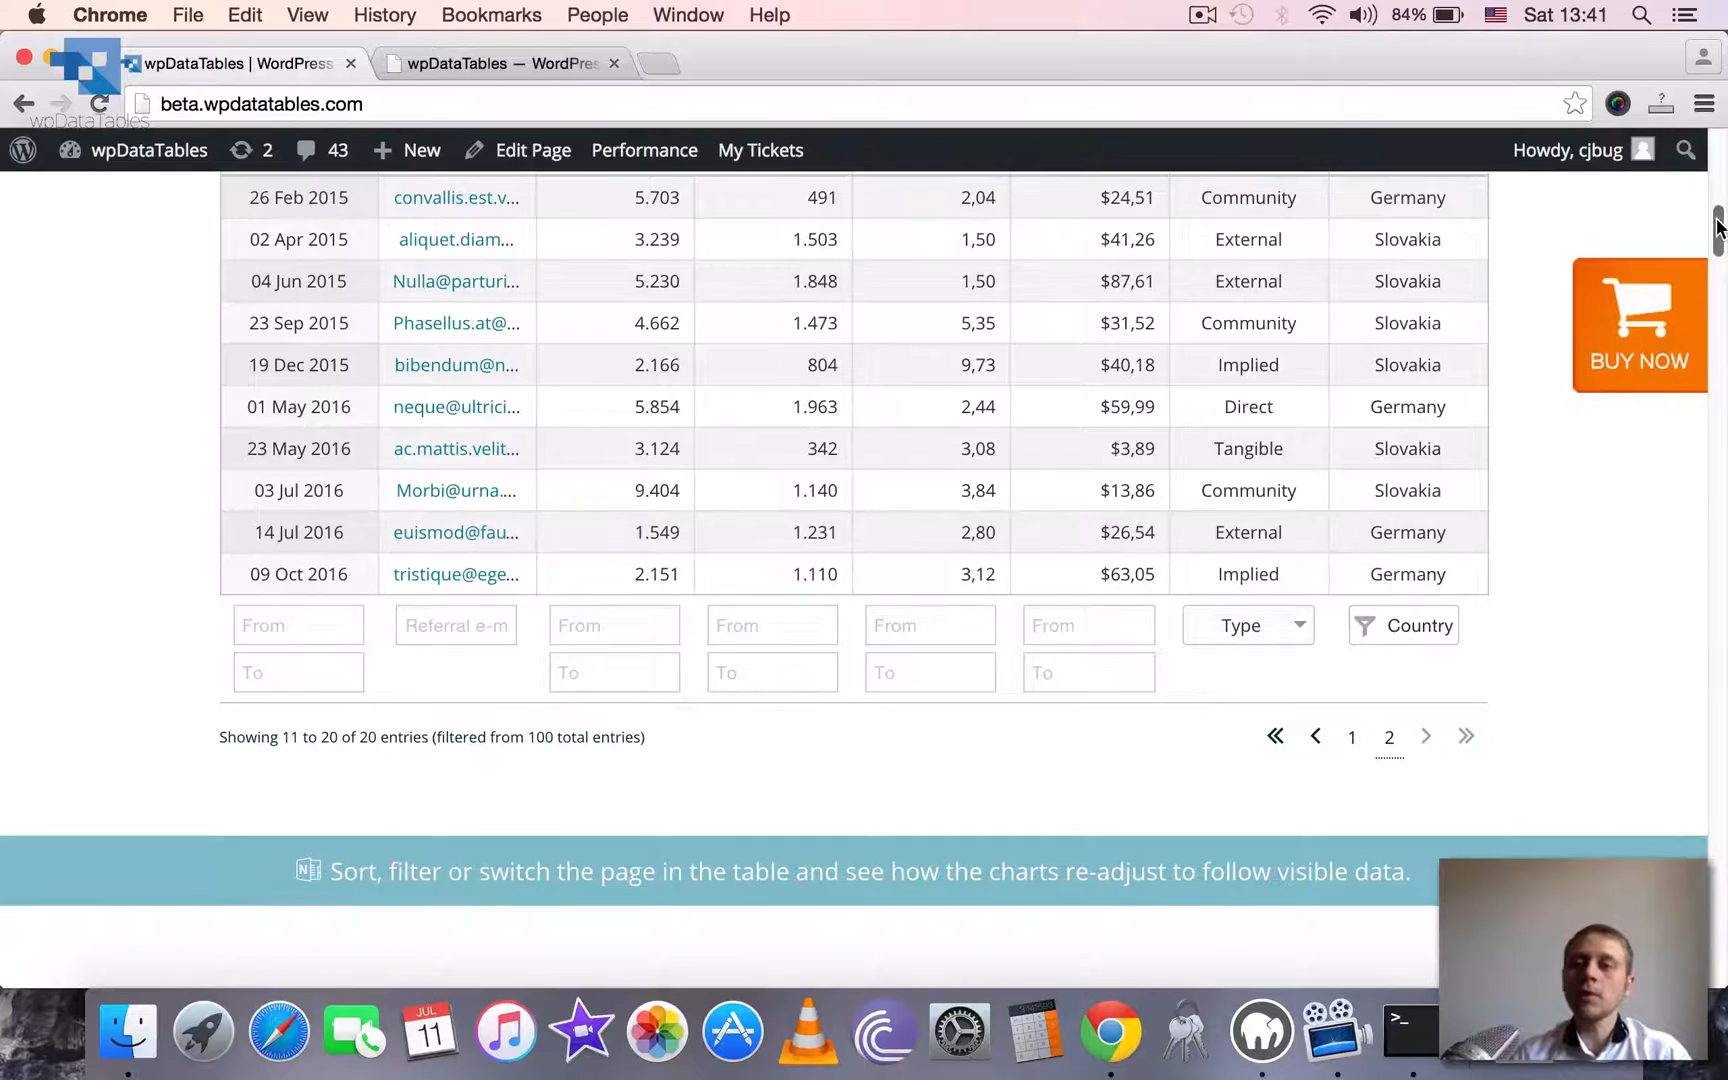 Chrome File Edit View History Bookmarks People Window Help 84% Sat 13:41
wpDataTables | WordPress wpDataTables — WordPres
beta.wpdatatables.com
wpDataTables
wpDataTables 2 43 New Edit Page Performance My Tickets Howdy, cjbug
26 Feb 2015 convallis.est.v... 5.703 491 2,04 $24,51 Community Germany
02 Apr 2015 aliquet.diam... 3.239 1.503 1,50 $41,26 External Slovakia
04 Jun 2015 Nulla@parturi... 5.230 1.848 1,50 $87,61 External Slovakia
23 Sep 2015 Phasellus.at@... 4.662 1.473 5,35 $31,52 Community Slovakia
19 Dec 2015 bibendum@n... 2.166 804 9,73 $40,18 Implied Slovakia
01 May 2016 neque@ultrici... 5.854 1.963 2,44 $59,99 Direct Germany
23 May 2016 ac.mattis.velit... 3.124 342 3,08 $3,89 Tangible Slovakia
03 Jul 2016 Morbi@urna.... 9.404 1.140 3,84 $13,86 Community Slovakia
14 Jul 2016 euismod@fau... 1.549 1.231 2,80 $26,54 External Germany
09 Oct 2016 tristique@ege... 2.151 1.110 3,12 $63,05 Implied Germany
BUY NOW
From Referral e-m From From From From Type Country
To To To To To
Showing 11 to 20 of 20 entries (filtered from 100 total entries) 1 2
Sort, filter or switch the page in the table and see how the charts re-adjust to follow visible data.
JUL
11
>_